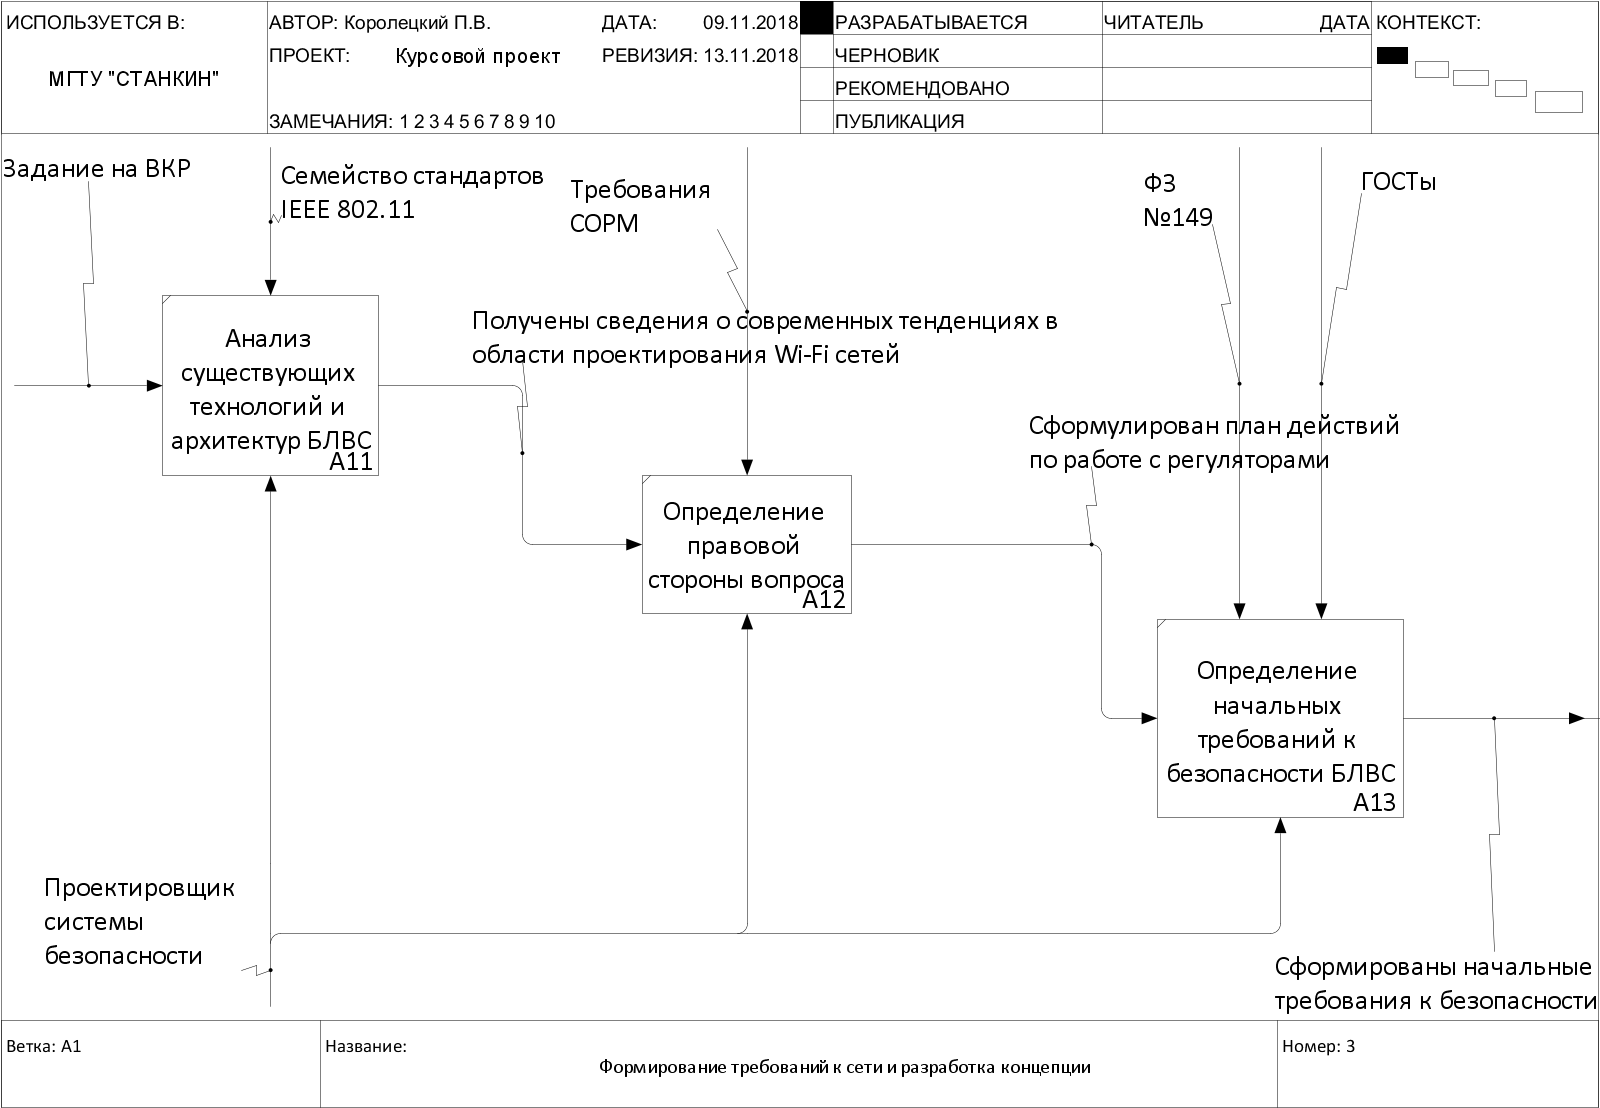 ИСПОЛЬЗУЕТСЯ В:
МГТУ "СТАНКИН"
АВТОР: Королецкий П.В.
ДАТА: 09.11.2018
ПРОЕКТ: Курсовой проект
РЕВИЗИЯ: 13.11.2018
ЗАМЕЧАНИЯ: 1 2 3 4 5 6 7 8 9 10
РАЗРАБАТЫВАЕТСЯ
ЧЕРНОВИК
РЕКОМЕНДОВАНО
ПУБЛИКАЦИЯ
ЧИТАТЕЛЬ
ДАТА
КОНТЕКСТ:
Задание на ВКР
Семейство стандартов
IEEE 802.11
Требования
СОРМ
ФЗ
№149
ГОСТы
Анализ
существующих
технологий и
архитектур БЛВС
А11
Получены сведения о современных тенденциях в
области проектирования Wi-Fi сетей
Сформулирован план действий
по работе с регуляторами
Определение
правовой
стороны вопроса
А12
Определение
начальных
требований к
безопасности БЛВС
А13
Проектировщик
системы
безопасности
Сформированы начальные
требования к безопасности
Ветка: А1
Название:
Формирование требований к сети и разработка концепции
Номер: 3